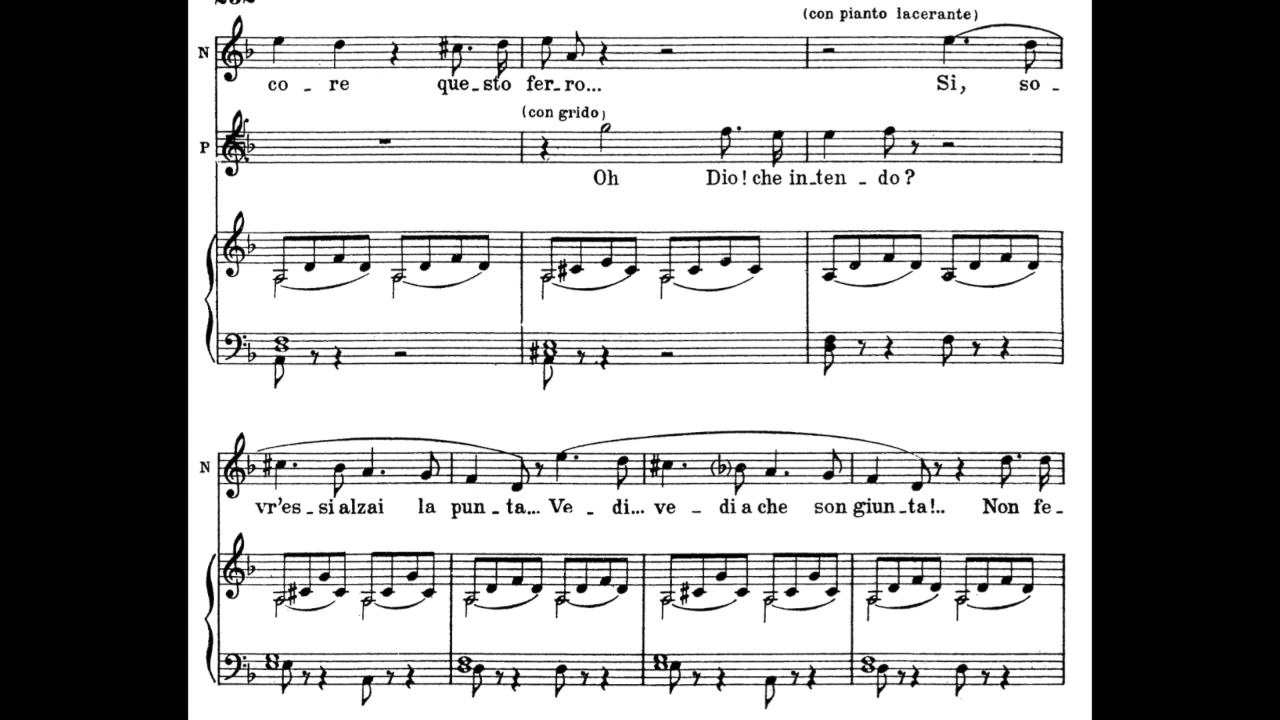 (con pianto lacerante)
N
co - re que - sto fer - ro... Si, so -
(con grido)
P
Oh Dio! che in - ten - do?
N
vr'es - si alzai la pun - ta... Ve - di... ve - di a che son giun - ta!.. Non fe -